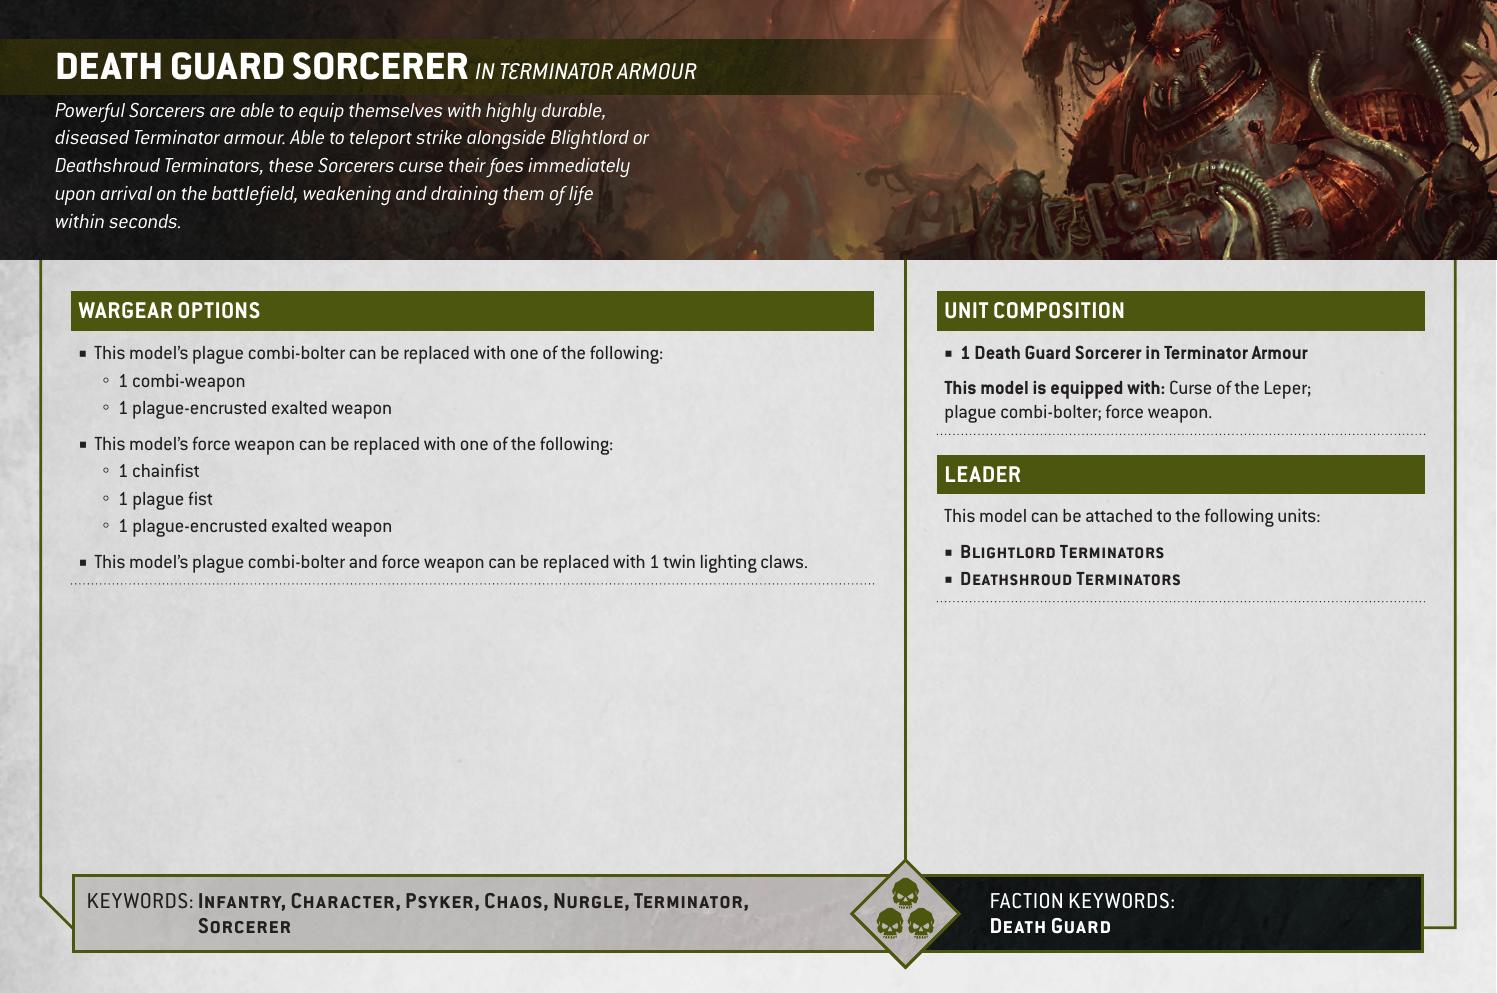 DEATH GUARD SORCERER IN TERMINATOR ARMOUR
Powerful Sorcerers are able to equip themselves with highly durable,
diseased Terminator armour. Able to teleport strike alongside Blightlord or
Deathshroud Terminators, these Sorcerers curse their foes immediately
upon arrival on the battlefield, weakening and draining them of life
within seconds.
WARGEAR OPTIONS
▪ This model’s plague combi-bolter can be replaced with one of the following:
◦ 1 combi-weapon
◦ 1 plague-encrusted exalted weapon
▪ This model’s force weapon can be replaced with one of the following:
◦ 1 chainfist
◦ 1 plague fist
◦ 1 plague-encrusted exalted weapon
▪ This model’s plague combi-bolter and force weapon can be replaced with 1 twin lighting claws.
UNIT COMPOSITION
▪ 1 Death Guard Sorcerer in Terminator Armour
This model is equipped with: Curse of the Leper;
plague combi-bolter; force weapon.
LEADER
This model can be attached to the following units:
▪ Blightlord Terminators
▪ Deathshroud Terminators
KEYWORDS: Infantry, Character, Psyker, Chaos, Nurgle, Terminator,
Sorcerer
FACTION KEYWORDS:
Death Guard